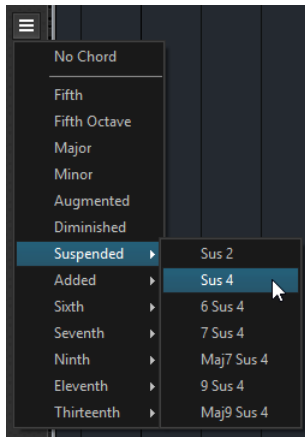 No Chord
Fifth
Fifth Octave
Major
Minor
Augmented
Diminished
Suspended
Added
Sixth
Seventh
Ninth
Eleventh
Thirteenth
Sus 2
Sus 4
6 Sus 4
7 Sus 4
Maj7 Sus 4
9 Sus 4
Maj9 Sus 4